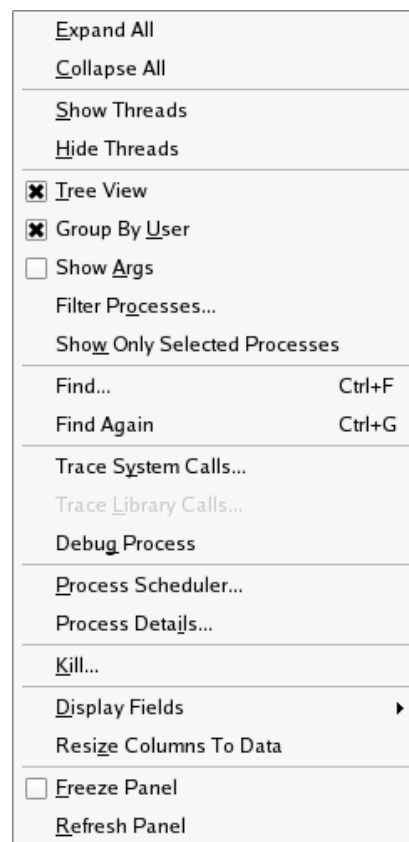 Expand All
Collapse All
Show Threads
Hide Threads
Tree View
Group By User
Show Args
Filter Processes...
Show Only Selected Processes
Find... Ctrl+F
Find Again Ctrl+G
Trace System Calls...
Trace Library Calls...
Debug Process
Process Scheduler...
Process Details...
Kill...
Display Fields
Resize Columns To Data
Freeze Panel
Refresh Panel